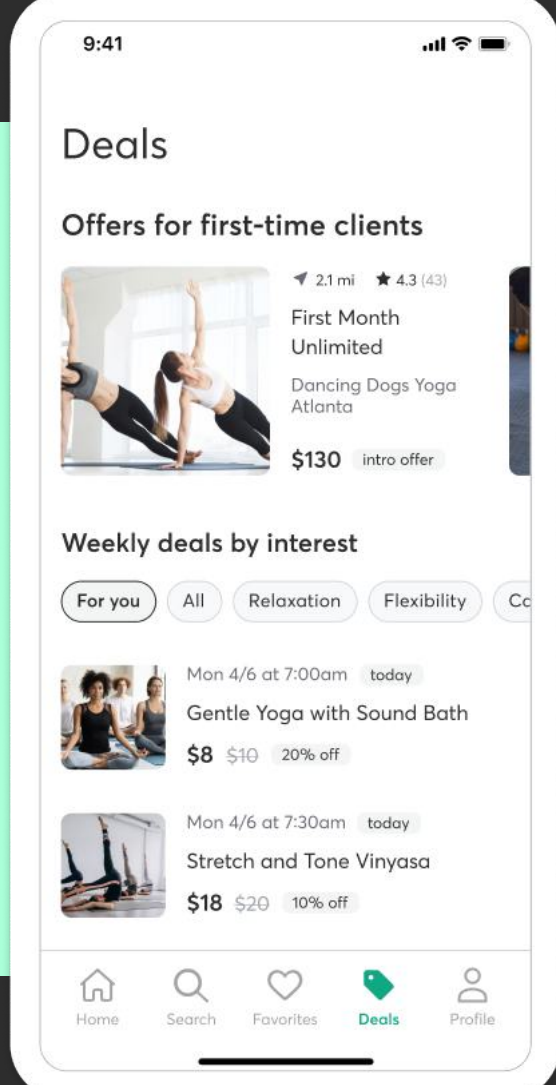 9:41
Deals
Offers for first-time clients
2.1 mi 4.3 (43)
First Month
Unlimited
Dancing Dogs Yoga
Atlanta
$130 intro offer
Weekly deals by interest
For you All Relaxation Flexibility
Mon 4/6 at 7:00am today
Gentle Yoga with Sound Bath
$8 $10 20% off
Mon 4/6 at 7:30am today
Stretch and Tone Vinyasa
$18 $20 10% off
Home Search Favorites Deals Profile